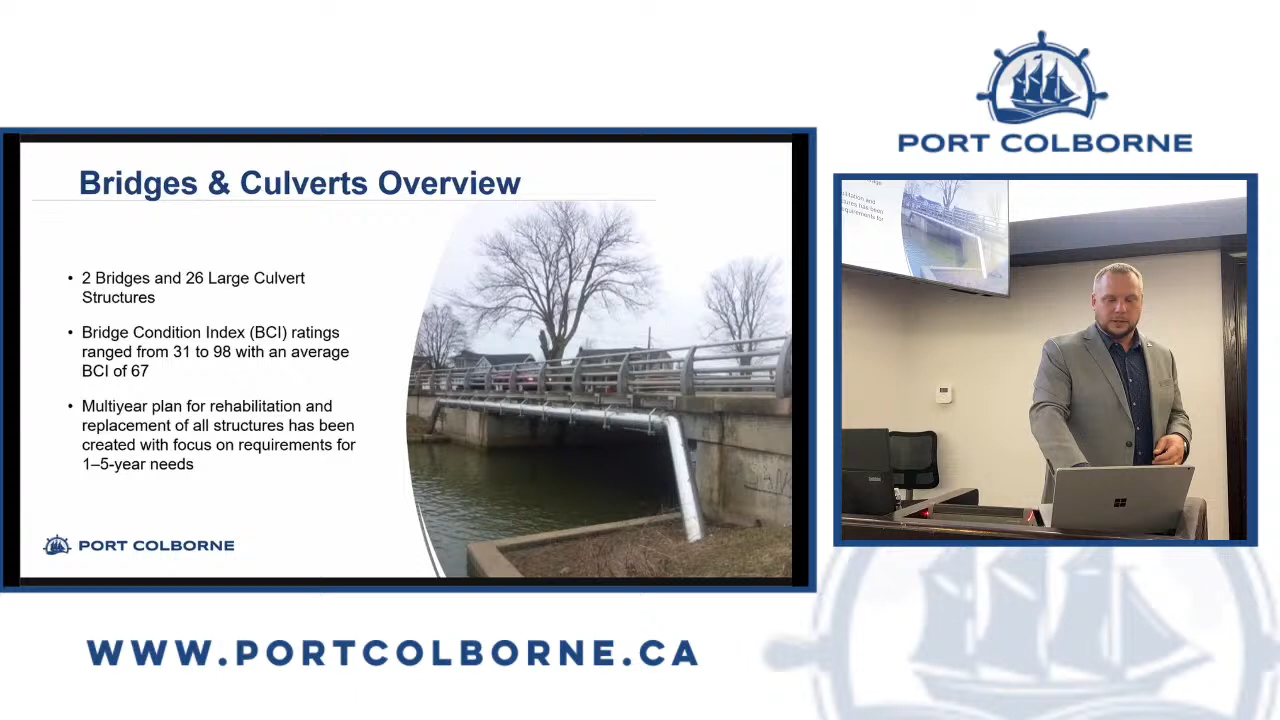 Bridges & Culverts Overview
• 2 Bridges and 26 Large Culvert
Structures
• Bridge Condition Index (BCI) ratings
ranged from 31 to 98 with an average
BCI of 67
• Multiyear plan for rehabilitation and
replacement of all structures has been
created with focus on requirements for
1–5-year needs
PORT COLBORNE
PORT COLBORNE
WWW.PORTCOLBORNE.CA